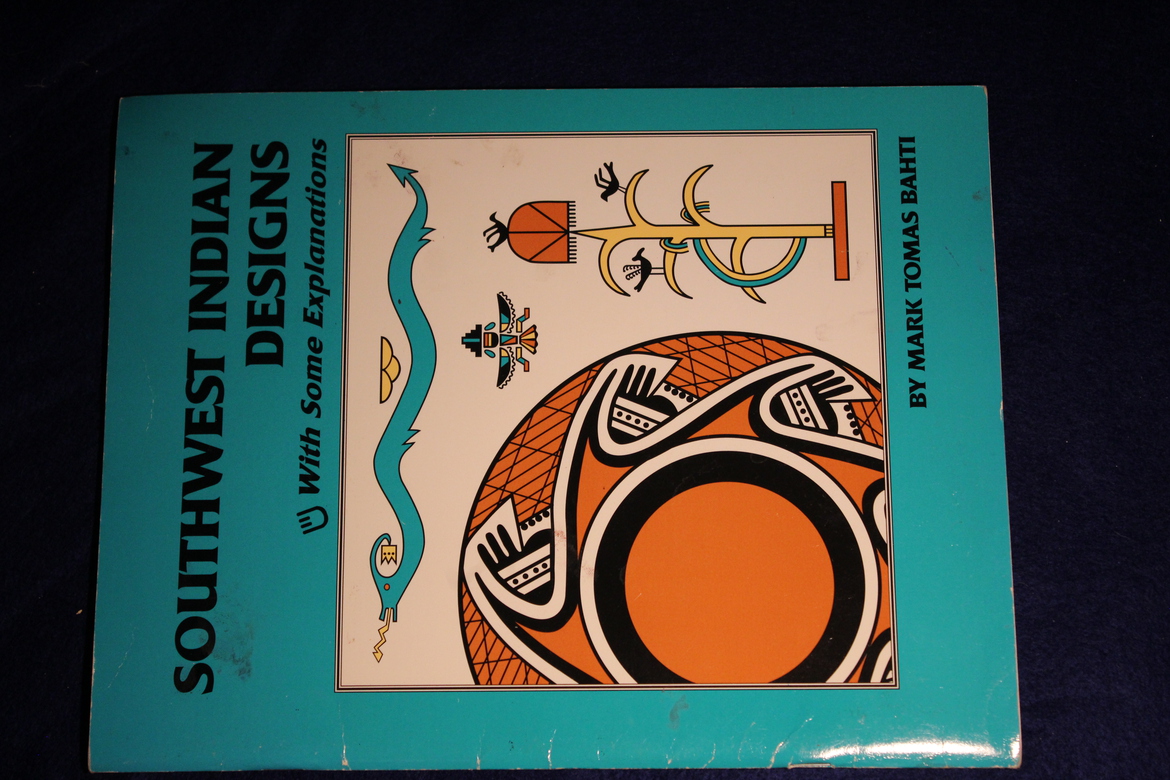 SOUTHWEST INDIAN
DESIGNS
With Some Explanations
BY MARK TOMAS BAHTI